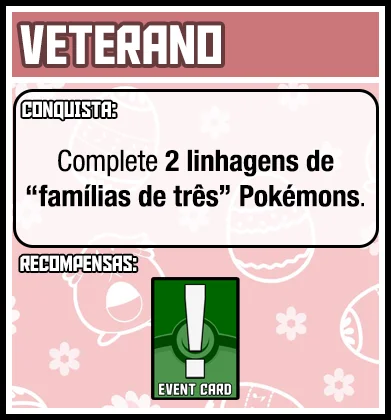 VETERANO
CONQUISTA:
Complete 2 linhagens de
“famílias de três” Pokémons.
RECOMPENSAS:
!
EVENT CARD